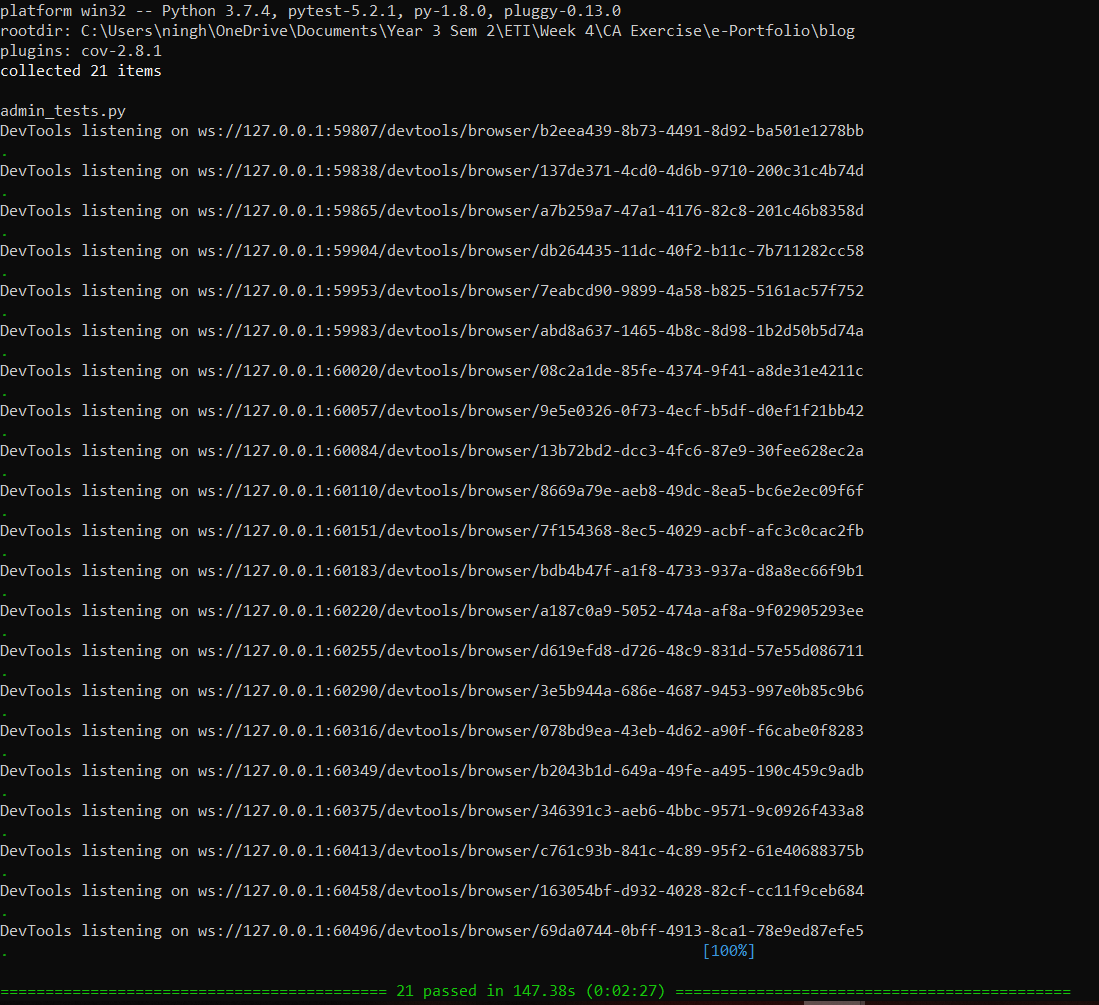 platform win32 -- Python 3.7.4, pytest-5.2.1, py-1.8.0, pluggy-0.13.0
rootdir: C:\Users\ningh\OneDrive\Documents\Year 3 Sem 2\ETI\Week 4\CA Exercise\e-Portfolio\blog
plugins: cov-2.8.1
collected 21 items
admin_tests.py
DevTools listening on ws://127.0.0.1:59807/devtools/browser/b2eea439-8b73-4491-8d92-ba501e1278bb
.
DevTools listening on ws://127.0.0.1:59838/devtools/browser/137de371-4cd0-4d6b-9710-200c31c4b74d
.
DevTools listening on ws://127.0.0.1:59865/devtools/browser/a7b259a7-47a1-4176-82c8-201c46b8358d
.
DevTools listening on ws://127.0.0.1:59904/devtools/browser/db264435-11dc-40f2-b11c-7b711282cc58
.
DevTools listening on ws://127.0.0.1:59953/devtools/browser/7eabcd90-9899-4a58-b825-5161ac57f752
.
DevTools listening on ws://127.0.0.1:59983/devtools/browser/abd8a637-1465-4b8c-8d98-1b2d50b5d74a
.
DevTools listening on ws://127.0.0.1:60020/devtools/browser/08c2a1de-85fe-4374-9f41-a8de31e4211c
.
DevTools listening on ws://127.0.0.1:60057/devtools/browser/9e5e0326-0f73-4ecf-b5df-d0ef1f21bb42
.
DevTools listening on ws://127.0.0.1:60084/devtools/browser/13b72bd2-dcc3-4fc6-87e9-30fee628ec2a
.
DevTools listening on ws://127.0.0.1:60110/devtools/browser/8669a79e-aeb8-49dc-8ea5-bc6e2ec09f6f
.
DevTools listening on ws://127.0.0.1:60151/devtools/browser/7f154368-8ec5-4029-acbf-afc3c0cac2fb
.
DevTools listening on ws://127.0.0.1:60183/devtools/browser/bdb4b47f-a1f8-4733-937a-d8a8ec66f9b1
.
DevTools listening on ws://127.0.0.1:60220/devtools/browser/a187c0a9-5052-474a-af8a-9f02905293ee
.
DevTools listening on ws://127.0.0.1:60255/devtools/browser/d619efd8-d726-48c9-831d-57e55d086711
.
DevTools listening on ws://127.0.0.1:60290/devtools/browser/3e5b944a-686e-4687-9453-997e0b85c9b6
.
DevTools listening on ws://127.0.0.1:60316/devtools/browser/078bd9ea-43eb-4d62-a90f-f6cabe0f8283
.
DevTools listening on ws://127.0.0.1:60349/devtools/browser/b2043b1d-649a-49fe-a495-190c459c9adb
.
DevTools listening on ws://127.0.0.1:60375/devtools/browser/346391c3-aeb6-4bbc-9571-9c0926f433a8
.
DevTools listening on ws://127.0.0.1:60413/devtools/browser/c761c93b-841c-4c89-95f2-61e40688375b
.
DevTools listening on ws://127.0.0.1:60458/devtools/browser/163054bf-d932-4028-82cf-cc11f9ceb684
.
DevTools listening on ws://127.0.0.1:60496/devtools/browser/69da0744-0bff-4913-8ca1-78e9ed87efe5
. [100%]
=========================================== 21 passed in 147.38s (0:02:27) ============================================